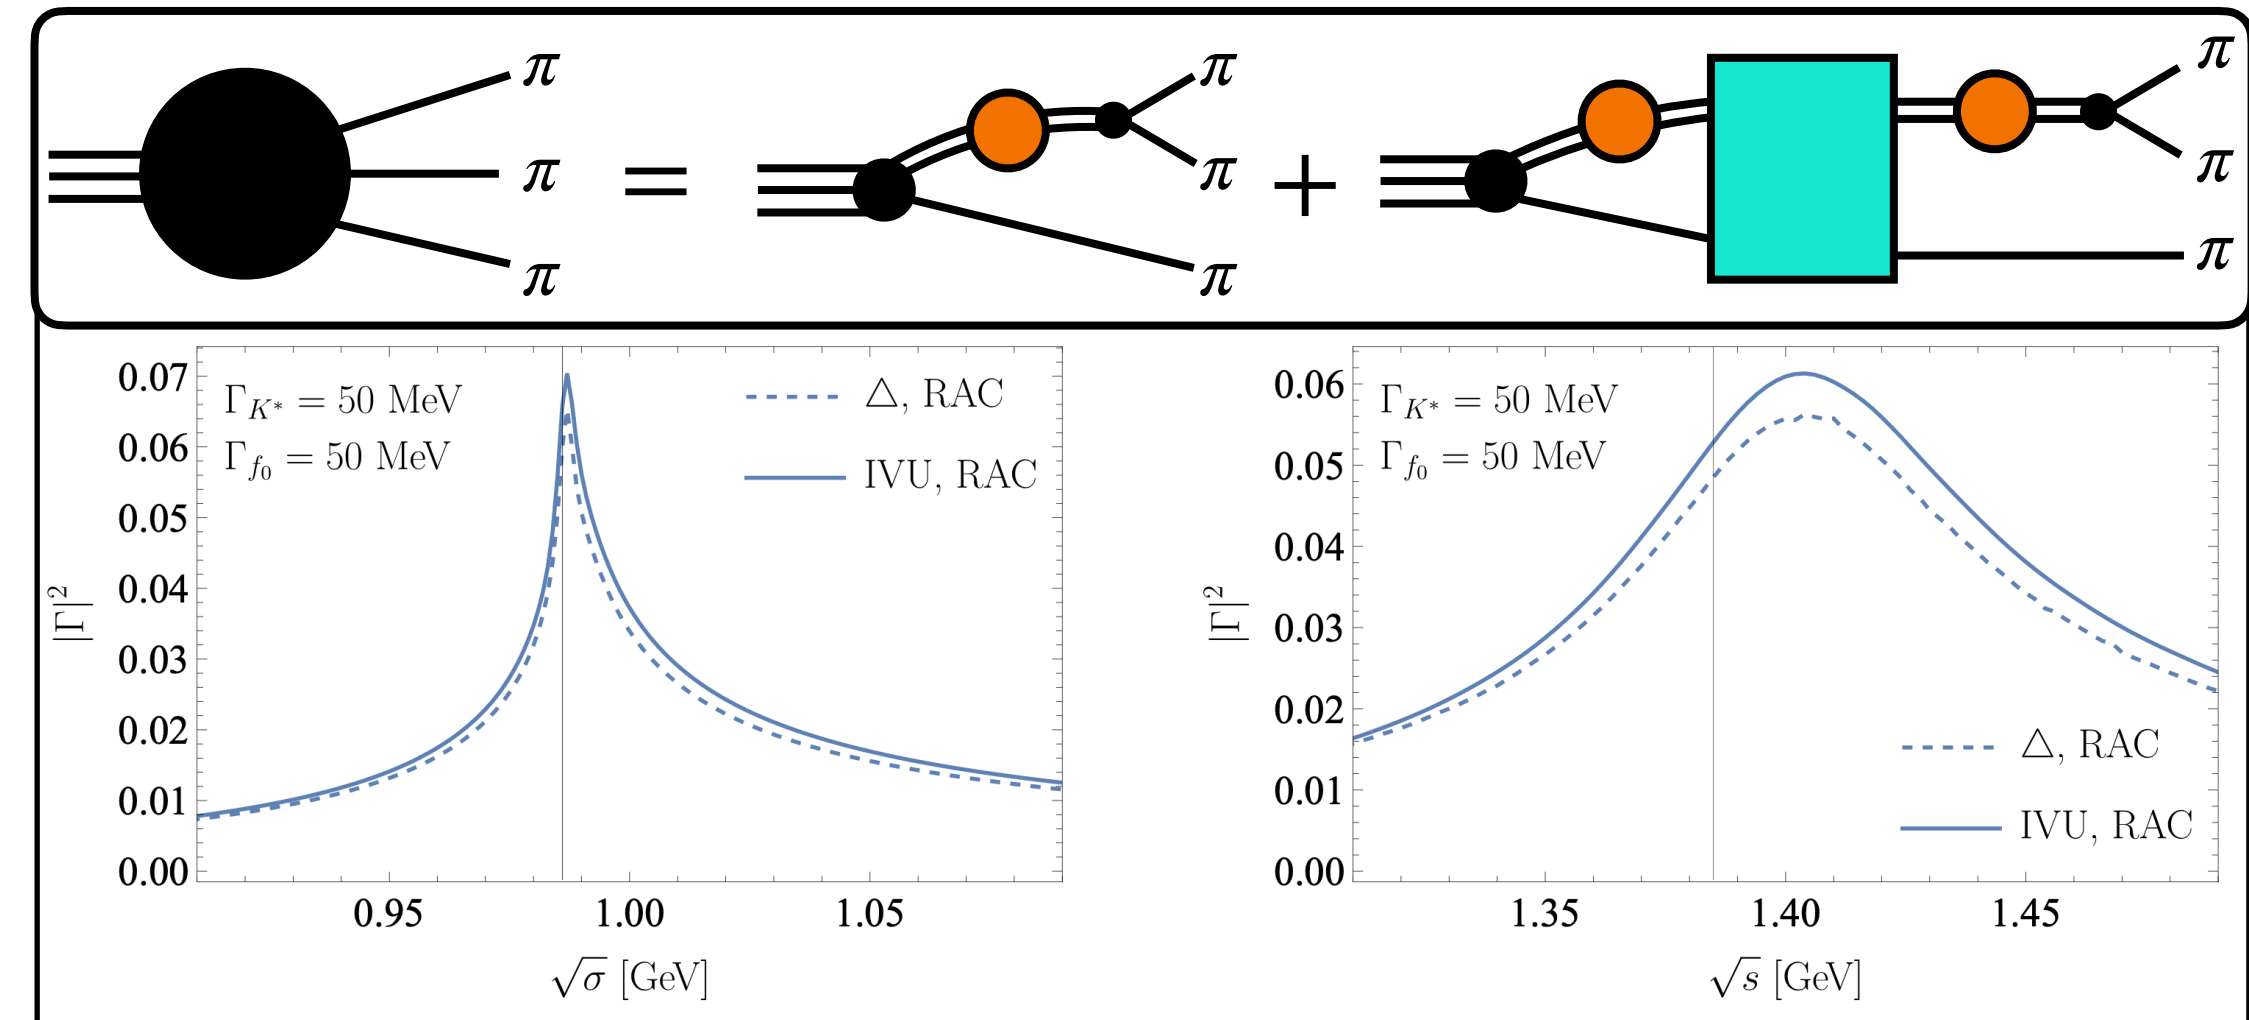 π
π
π
=
π
π
π
+
π
π
π
Γ_{K*} = 50 MeV
Γ_{f_0} = 50 MeV
△, RAC
IVU, RAC
|Γ|²
0.07
0.06
0.05
0.04
0.03
0.02
0.01
0.00
0.95 1.00 1.05
√σ [GeV]
Γ_{K*} = 50 MeV
Γ_{f_0} = 50 MeV
|Γ|²
0.06
0.05
0.04
0.03
0.02
0.01
0.00
△, RAC
IVU, RAC
1.35 1.40 1.45
√s [GeV]